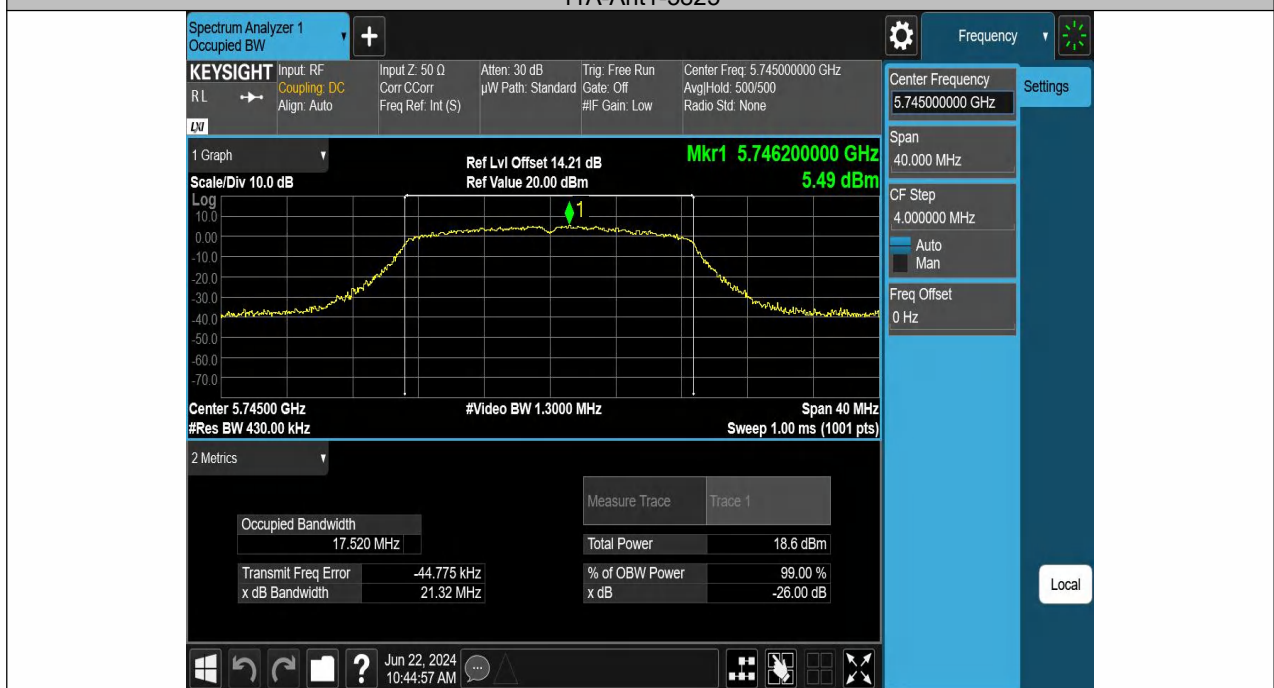 Spectrum Analyzer 1
Occupied BW
Frequency
KEYSIGHT
RL
LXI
Input: RF
Coupling: DC
Align: Auto
Input Z: 50 Ω
Corr CCorr
Freq Ref: Int (S)
Atten: 30 dB
µW Path: Standard
Trig: Free Run
Gate: Off
#IF Gain: Low
Center Freq: 5.745000000 GHz
Avg|Hold: 500/500
Radio Std: None
Center Frequency
5.745000000 GHz
Settings
Span
40.000 MHz
CF Step
4.000000 MHz
Auto
Man
Freq Offset
0 Hz
Local
1 Graph
Scale/Div 10.0 dB
Ref Lvl Offset 14.21 dB
Ref Value 20.00 dBm
Mkr1 5.746200000 GHz
5.49 dBm
Log
10.0
0.00
-10.0
-20.0
-30.0
-40.0
-50.0
-60.0
-70.0
1
Center 5.74500 GHz
#Res BW 430.00 kHz
#Video BW 1.3000 MHz
Span 40 MHz
Sweep 1.00 ms (1001 pts)
2 Metrics
Measure Trace Trace 1
Occupied Bandwidth
17.520 MHz
Total Power 18.6 dBm
Transmit Freq Error -44.775 kHz
% of OBW Power 99.00 %
x dB Bandwidth 21.32 MHz
x dB -26.00 dB
Jun 22, 2024
10:44:57 AM